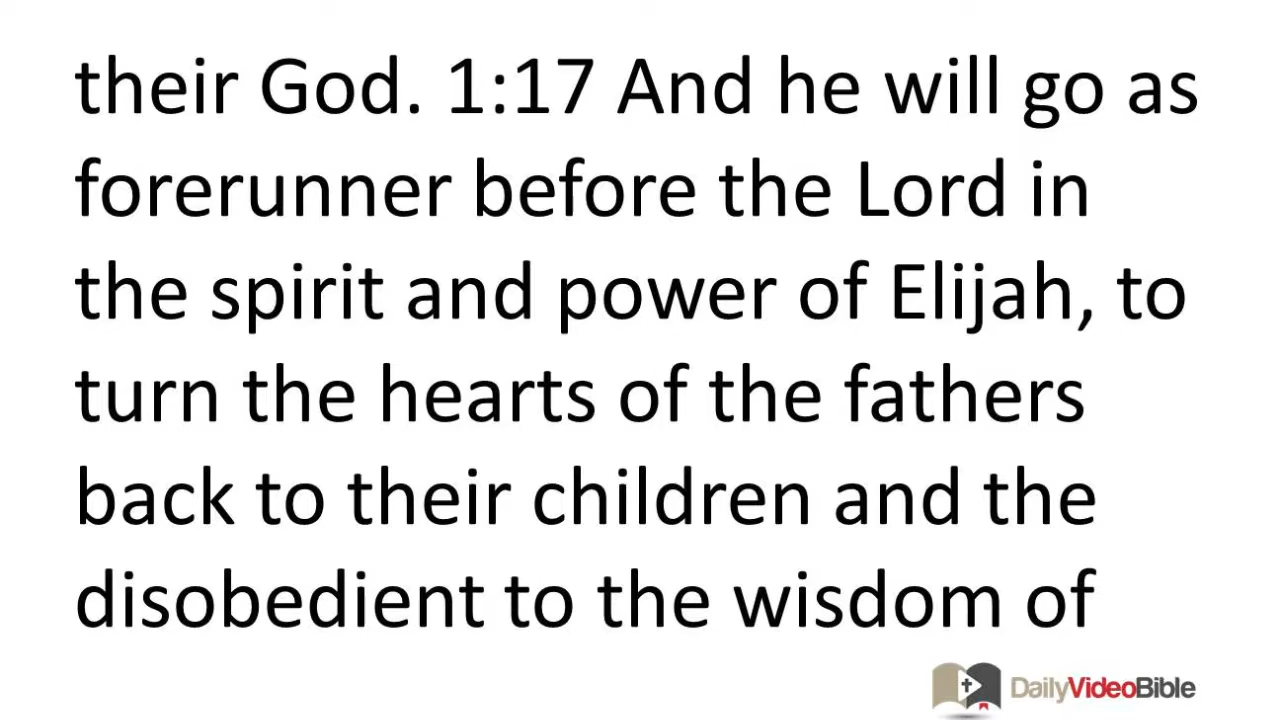 their God. 1:17 And he will go as
forerunner before the Lord in
the spirit and power of Elijah, to
turn the hearts of the fathers
back to their children and the
disobedient to the wisdom of
DailyVideoBible